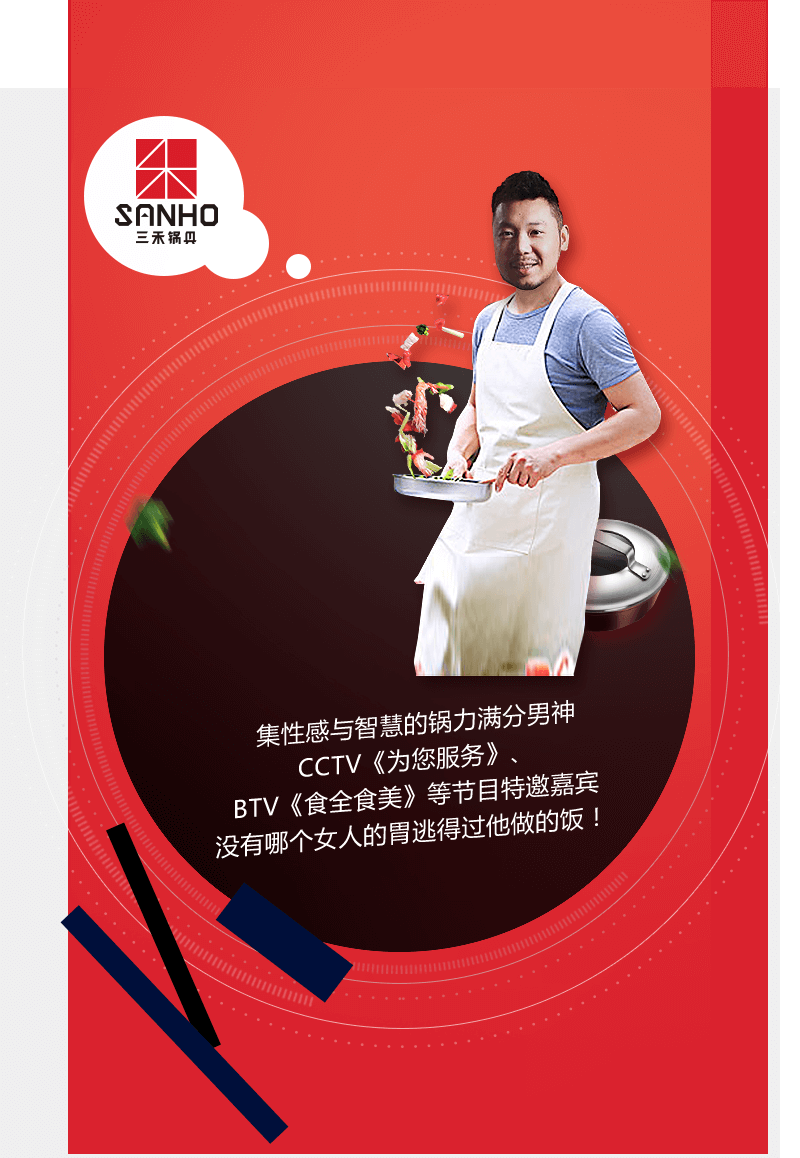 SANHO
三禾锅具
集性感与智慧的锅力满分男神
CCTV《为您服务》、
BTV《食全食美》等节目特邀嘉宾
没有哪个女人的胃逃得过他做的饭！